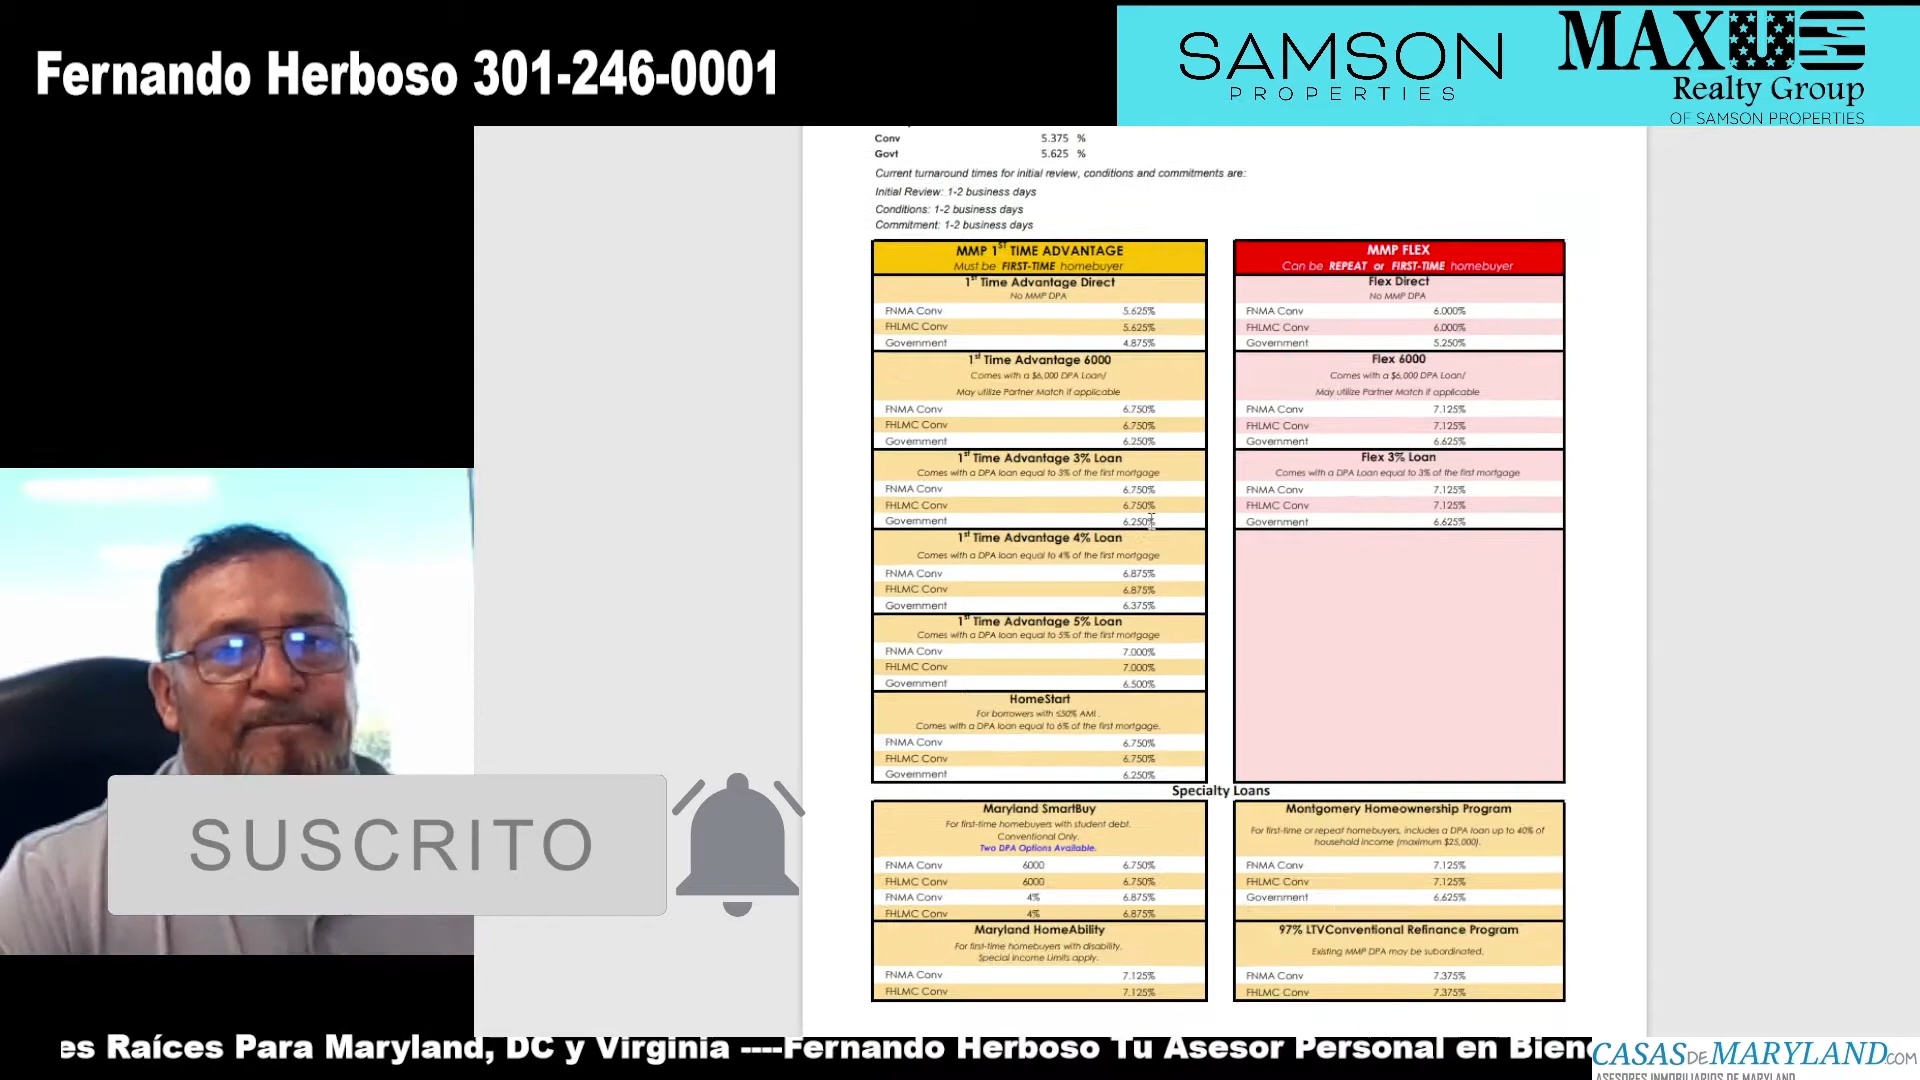 Fernando Herboso 301-246-0001
SAMSON
PROPERTIES
MAXUS
Realty Group
OF SAMSON PROPERTIES
Conv 5.375 %
Govt 5.625 %
Current turnaround times for initial review, conditions and commitments are:
Initial Review: 1-2 business days
Conditions: 1-2 business days
Commitment: 1-2 business days
MMP 1ST TIME ADVANTAGE
Must be FIRST-TIME homebuyer
1st Time Advantage Direct
No MMP DPA
FNMA Conv 5.625%
FHLMC Conv 5.625%
Government 4.875%
1st Time Advantage 6000
Comes with a $6,000 DPA Loan/
May utilize Partner Match if applicable
FNMA Conv 6.750%
FHLMC Conv 6.750%
Government 6.250%
1st Time Advantage 3% Loan
Comes with a DPA loan equal to 3% of the first mortgage
FNMA Conv 6.750%
FHLMC Conv 6.750%
Government 6.250%
1st Time Advantage 4% Loan
Comes with a DPA loan equal to 4% of the first mortgage
FNMA Conv 6.875%
FHLMC Conv 6.875%
Government 6.375%
1st Time Advantage 5% Loan
Comes with a DPA loan equal to 5% of the first mortgage
FNMA Conv 7.000%
FHLMC Conv 7.000%
Government 6.500%
HomeStart
For borrowers with ≤50% AMI.
Comes with a DPA loan equal to 6% of the first mortgage.
FNMA Conv 6.750%
FHLMC Conv 6.750%
Government 6.250%
MMP FLEX
Can be REPEAT or FIRST-TIME homebuyer
Flex Direct
No MMP DPA
FNMA Conv 6.000%
FHLMC Conv 6.000%
Government 5.250%
Flex 6000
Comes with a $6,000 DPA Loan/
May utilize Partner Match if applicable
FNMA Conv 7.125%
FHLMC Conv 7.125%
Government 6.625%
Flex 3% Loan
Comes with a DPA Loan equal to 3% of the first mortgage
FNMA Conv 7.125%
FHLMC Conv 7.125%
Government 6.625%
Specialty Loans
Maryland SmartBuy
For first-time homebuyers with student debt.
Conventional Only.
Two DPA Options Available.
FNMA Conv 6000 6.750%
FHLMC Conv 6000 6.750%
FNMA Conv 4% 6.875%
FHLMC Conv 4% 6.875%
Maryland HomeAbility
For first-time homebuyers with disability.
Special Income Limits apply.
FNMA Conv 7.125%
FHLMC Conv 7.125%
Montgomery Homeownership Program
For first-time or repeat homebuyers, includes a DPA loan up to 40% of
household income (maximum $25,000).
FNMA Conv 7.125%
FHLMC Conv 7.125%
Government 6.625%
97% LTVConventional Refinance Program
Existing MMP DPA may be subordinated.
FNMA Conv 7.375%
FHLMC Conv 7.375%
SUSCRITO
es Raíces Para Maryland, DC y Virginia ----Fernando Herboso Tu Asesor Personal en Bien
CASASDEMARYLAND.COM
ASESORES INMOBILIARIOS DE MARYLAND